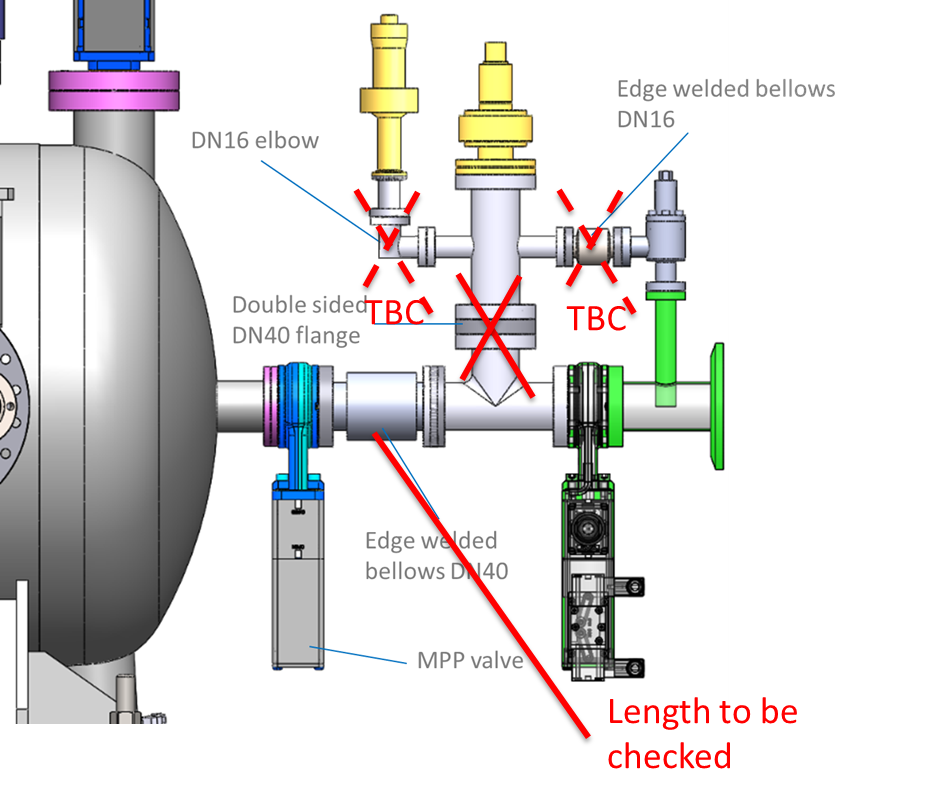 Edge welded bellows
DN16
DN16 elbow
Double sided
DN40 flange
TBC
TBC
Edge welded
bellows DN40
MPP valve
Length to be
checked